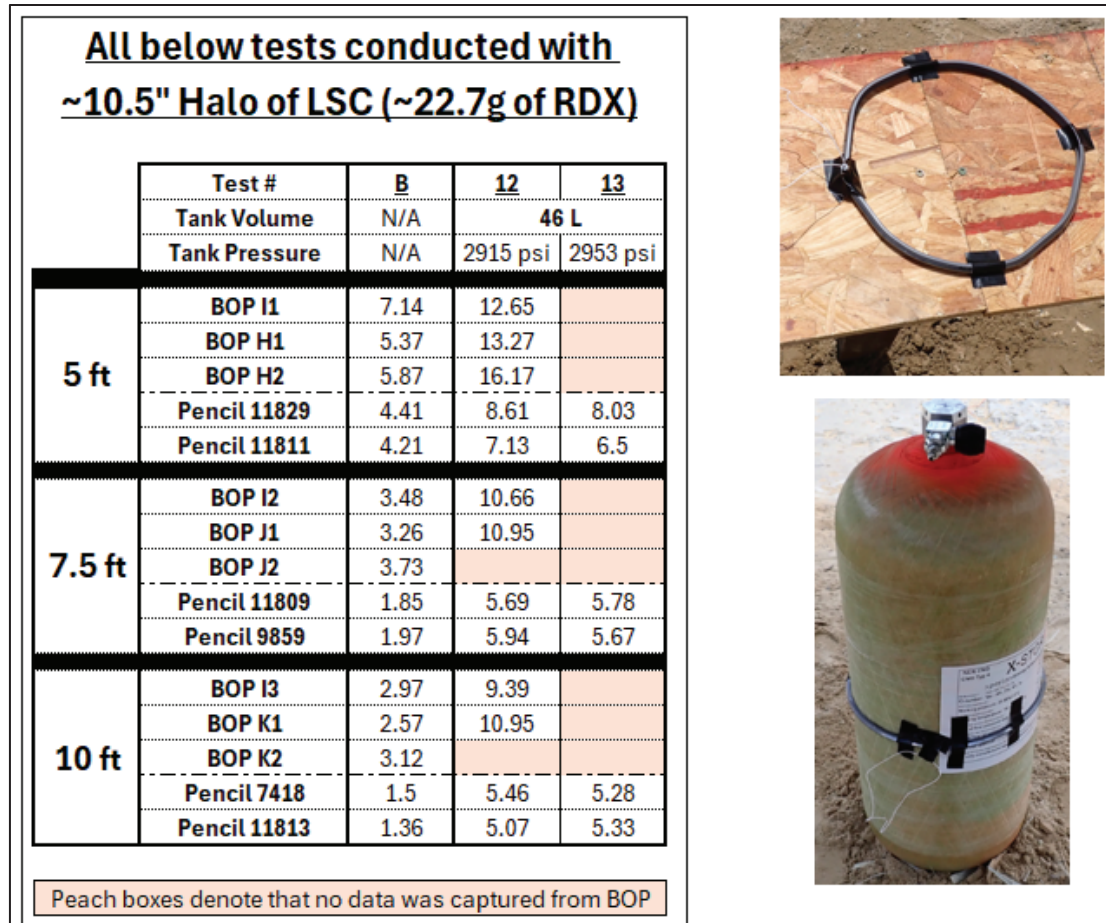 All below tests conducted with
~10.5" Halo of LSC (~22.7g of RDX)
Test # B 12 13
Tank Volume N/A 46 L
Tank Pressure N/A 2915 psi 2953 psi
5 ft
BOP I1 7.14 12.65
BOP H1 5.37 13.27
BOP H2 5.87 16.17
Pencil 11829 4.41 8.61 8.03
Pencil 11811 4.21 7.13 6.5
7.5 ft
BOP I2 3.48 10.66
BOP J1 3.26 10.95
BOP J2 3.73
Pencil 11809 1.85 5.69 5.78
Pencil 9859 1.97 5.94 5.67
10 ft
BOP I3 2.97 9.39
BOP K1 2.57 10.95
BOP K2 3.12
Pencil 7418 1.5 5.46 5.28
Pencil 11813 1.36 5.07 5.33
Peach boxes denote that no data was captured from BOP